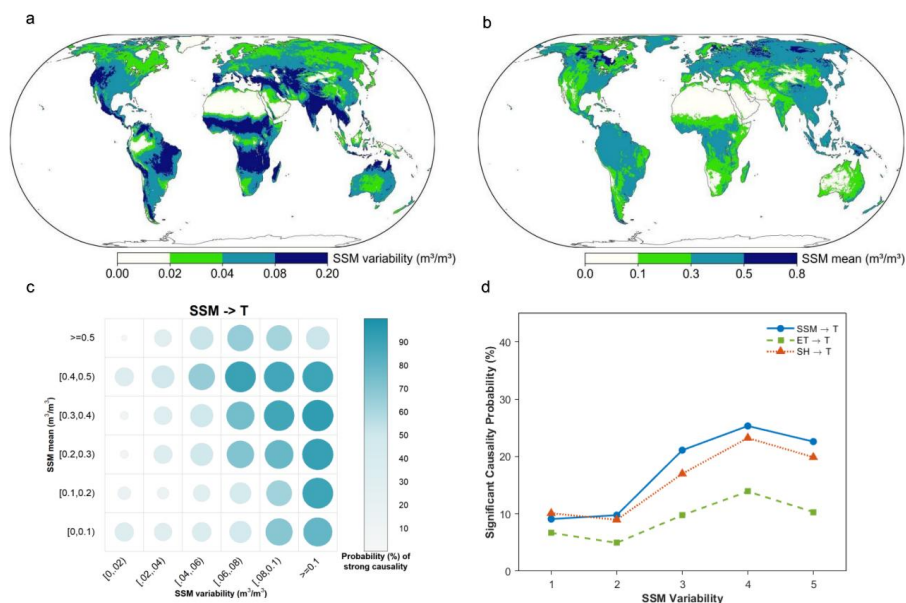 a
b
0.00 0.02 0.04 0.08 0.20 SSM variability (m³/m³)
0.0 0.1 0.3 0.5 0.8 SSM mean (m³/m³)
c
SSM -> T
>=0.5
[0.4,0.5)
[0.3,0.4)
[0.2,0.3)
[0.1,0.2)
[0,0.1)
SSM mean (m³/m³)
[0,.02) [.02,.04) [.04,.06) [.06,.08) [.08,0.1) >=0.1
SSM variability (m³/m³)
90
80
70
60
50
40
30
20
10
Probability (%) of
strong causality
d
SSM → T
ET → T
SH → T
40
30
20
10
0
Significant Causality Probability (%)
1 2 3 4 5
SSM Variability